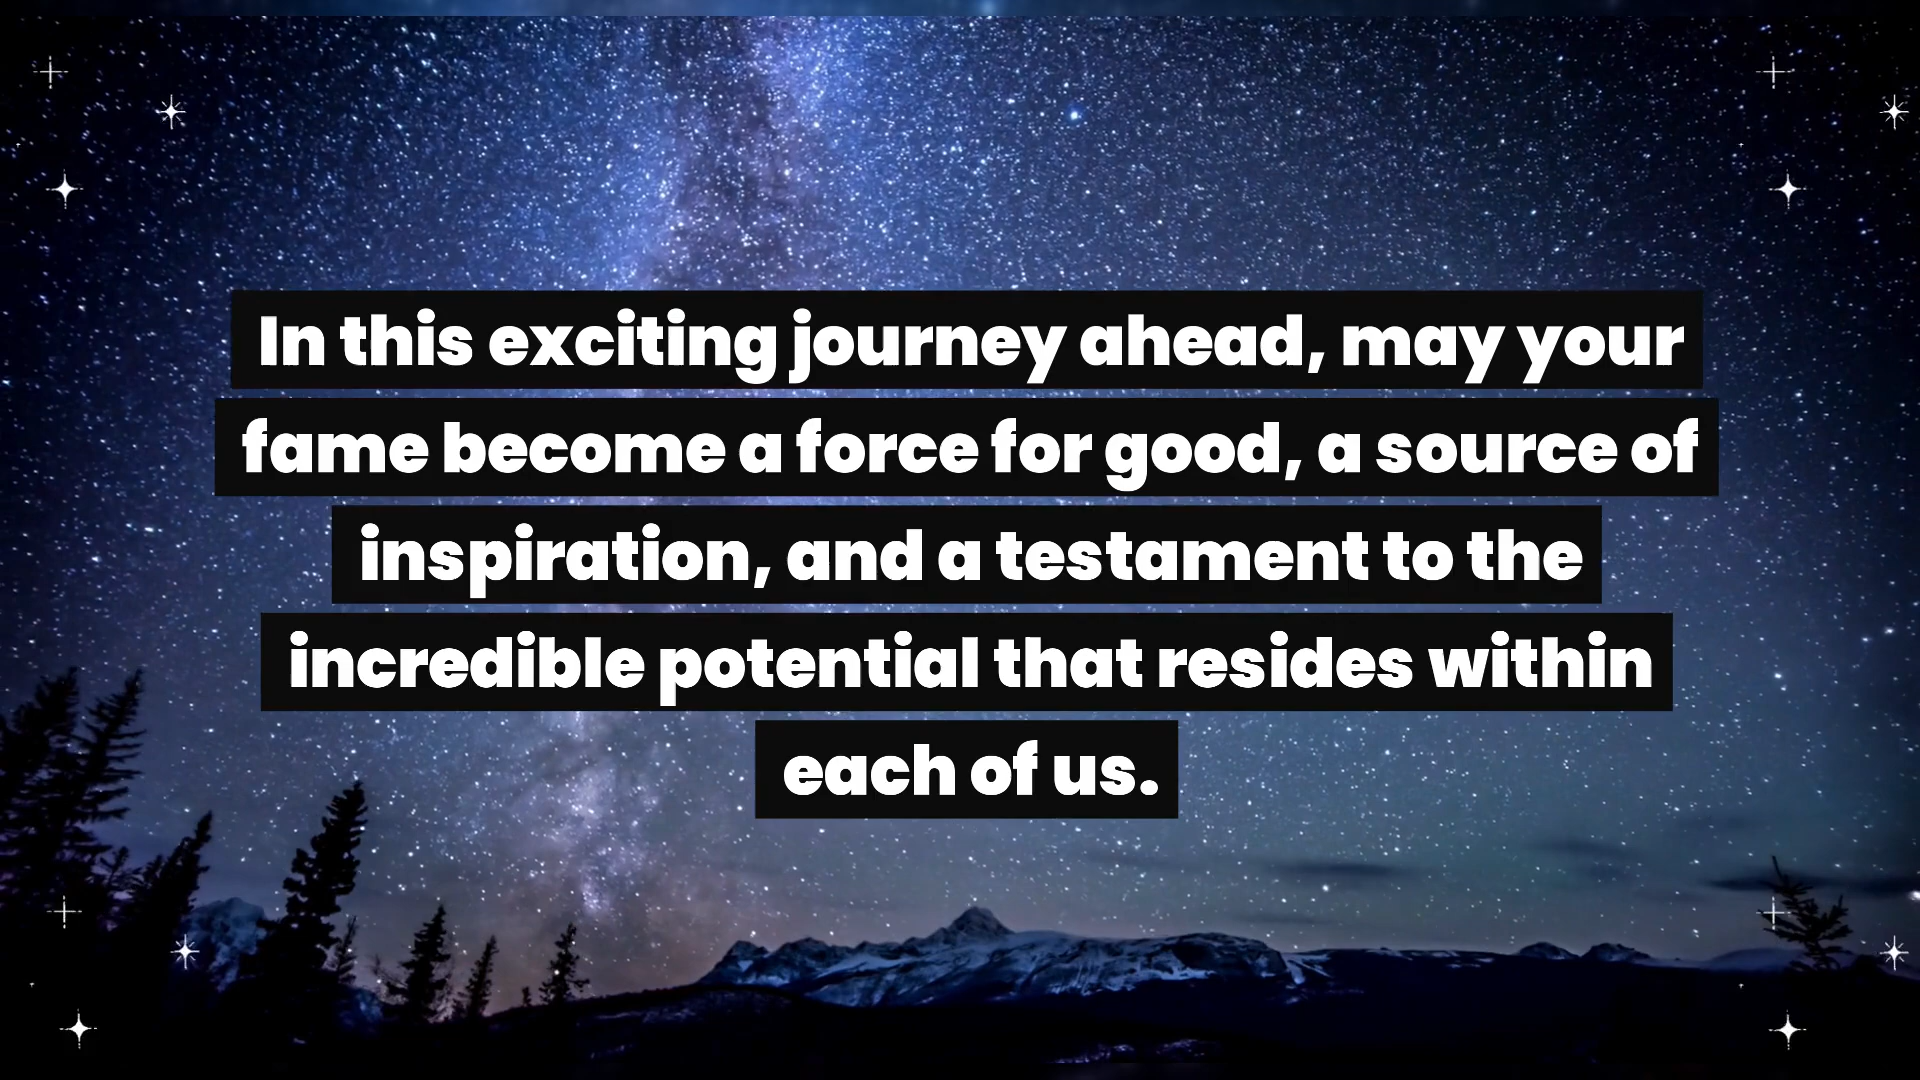 In this exciting journey ahead, may your
fame become a force for good, a source of
inspiration, and a testament to the
incredible potential that resides within
each of us.